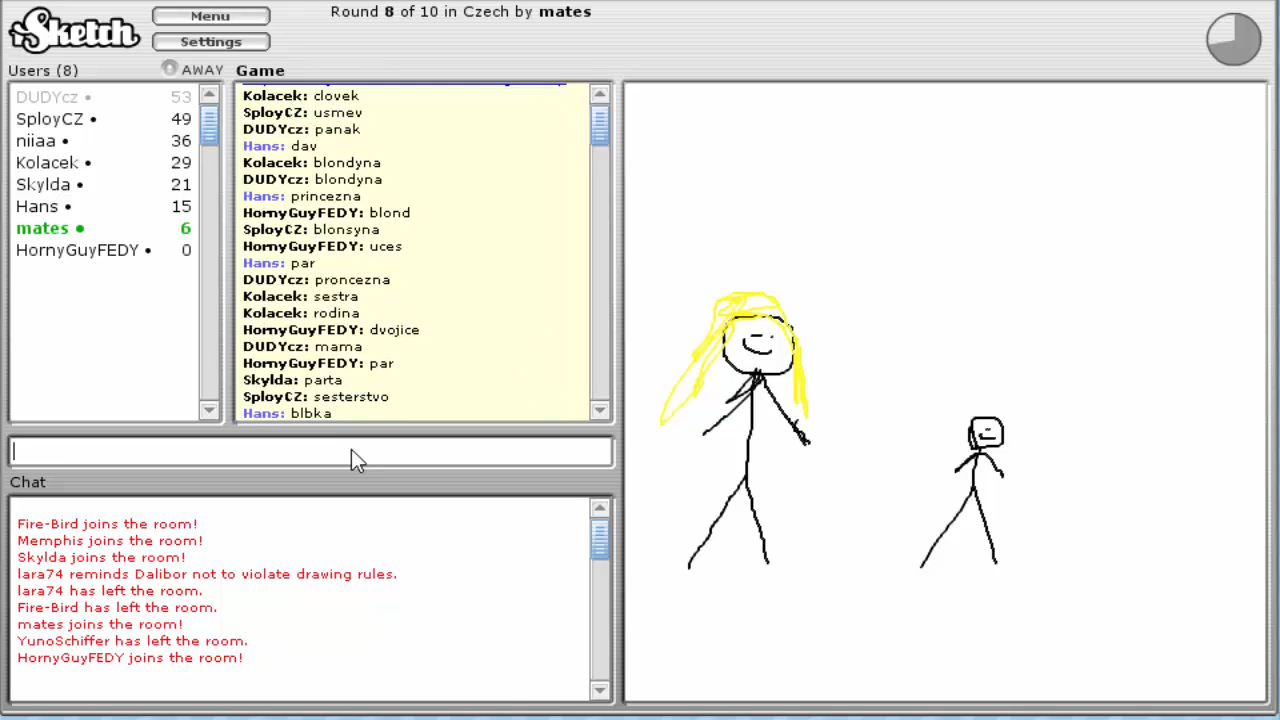 iSketch
Menu
Settings
Round 8 of 10 in Czech by mates
Users (8)
AWAY
Game
DUDYcz • 53
SployCZ • 49
niiaa • 36
Kolacek • 29
Skylda • 21
Hans • 15
mates • 6
HornyGuyFEDY • 0
Kolacek: clovek
SployCZ: usmev
DUDYcz: panak
Hans: dav
Kolacek: blondyna
DUDYcz: blondyna
Hans: princezna
HornyGuyFEDY: blond
SployCZ: blonsyna
HornyGuyFEDY: uces
Hans: par
DUDYcz: proncezna
Kolacek: sestra
Kolacek: rodina
HornyGuyFEDY: dvojice
DUDYcz: mama
HornyGuyFEDY: par
Skylda: parta
SployCZ: sesterstvo
Hans: blbka
Chat
Fire-Bird joins the room!
Memphis joins the room!
Skylda joins the room!
lara74 reminds Dalibor not to violate drawing rules.
lara74 has left the room.
Fire-Bird has left the room.
mates joins the room!
YunoSchiffer has left the room.
HornyGuyFEDY joins the room!